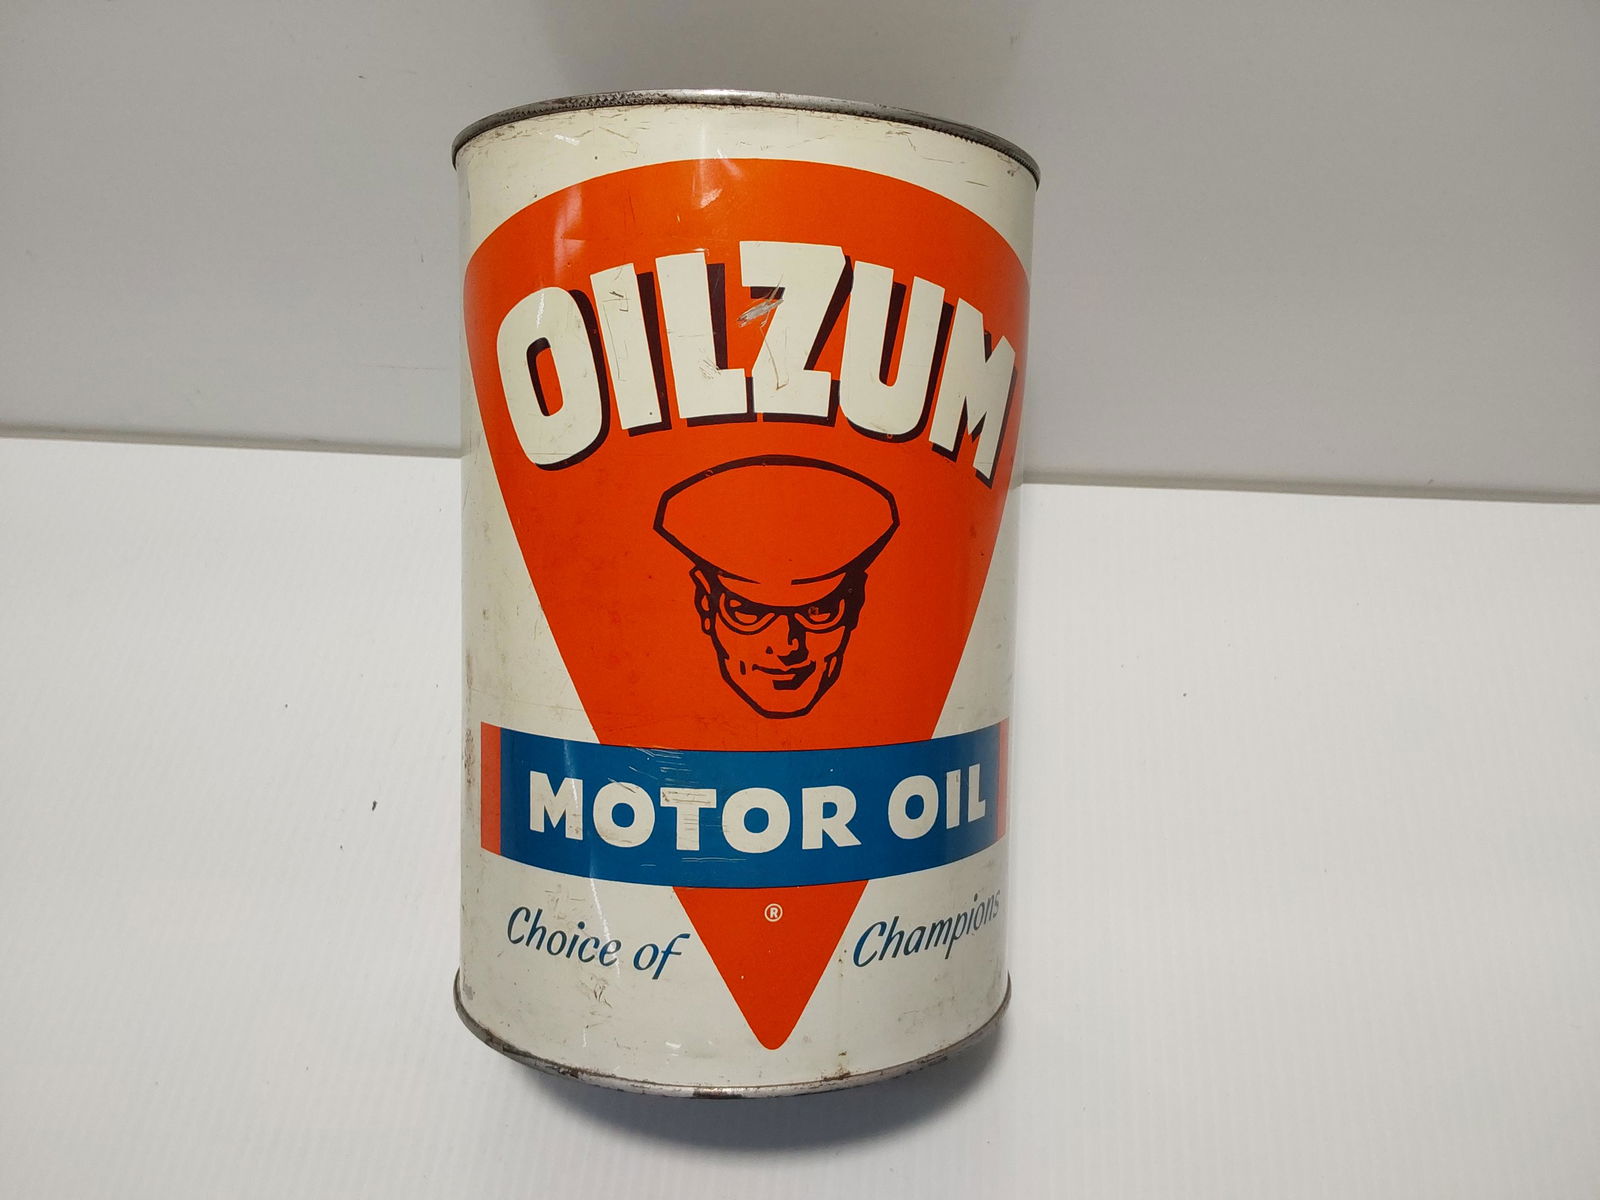 OILZUM
MOTOR OIL
®
Choice of Champions